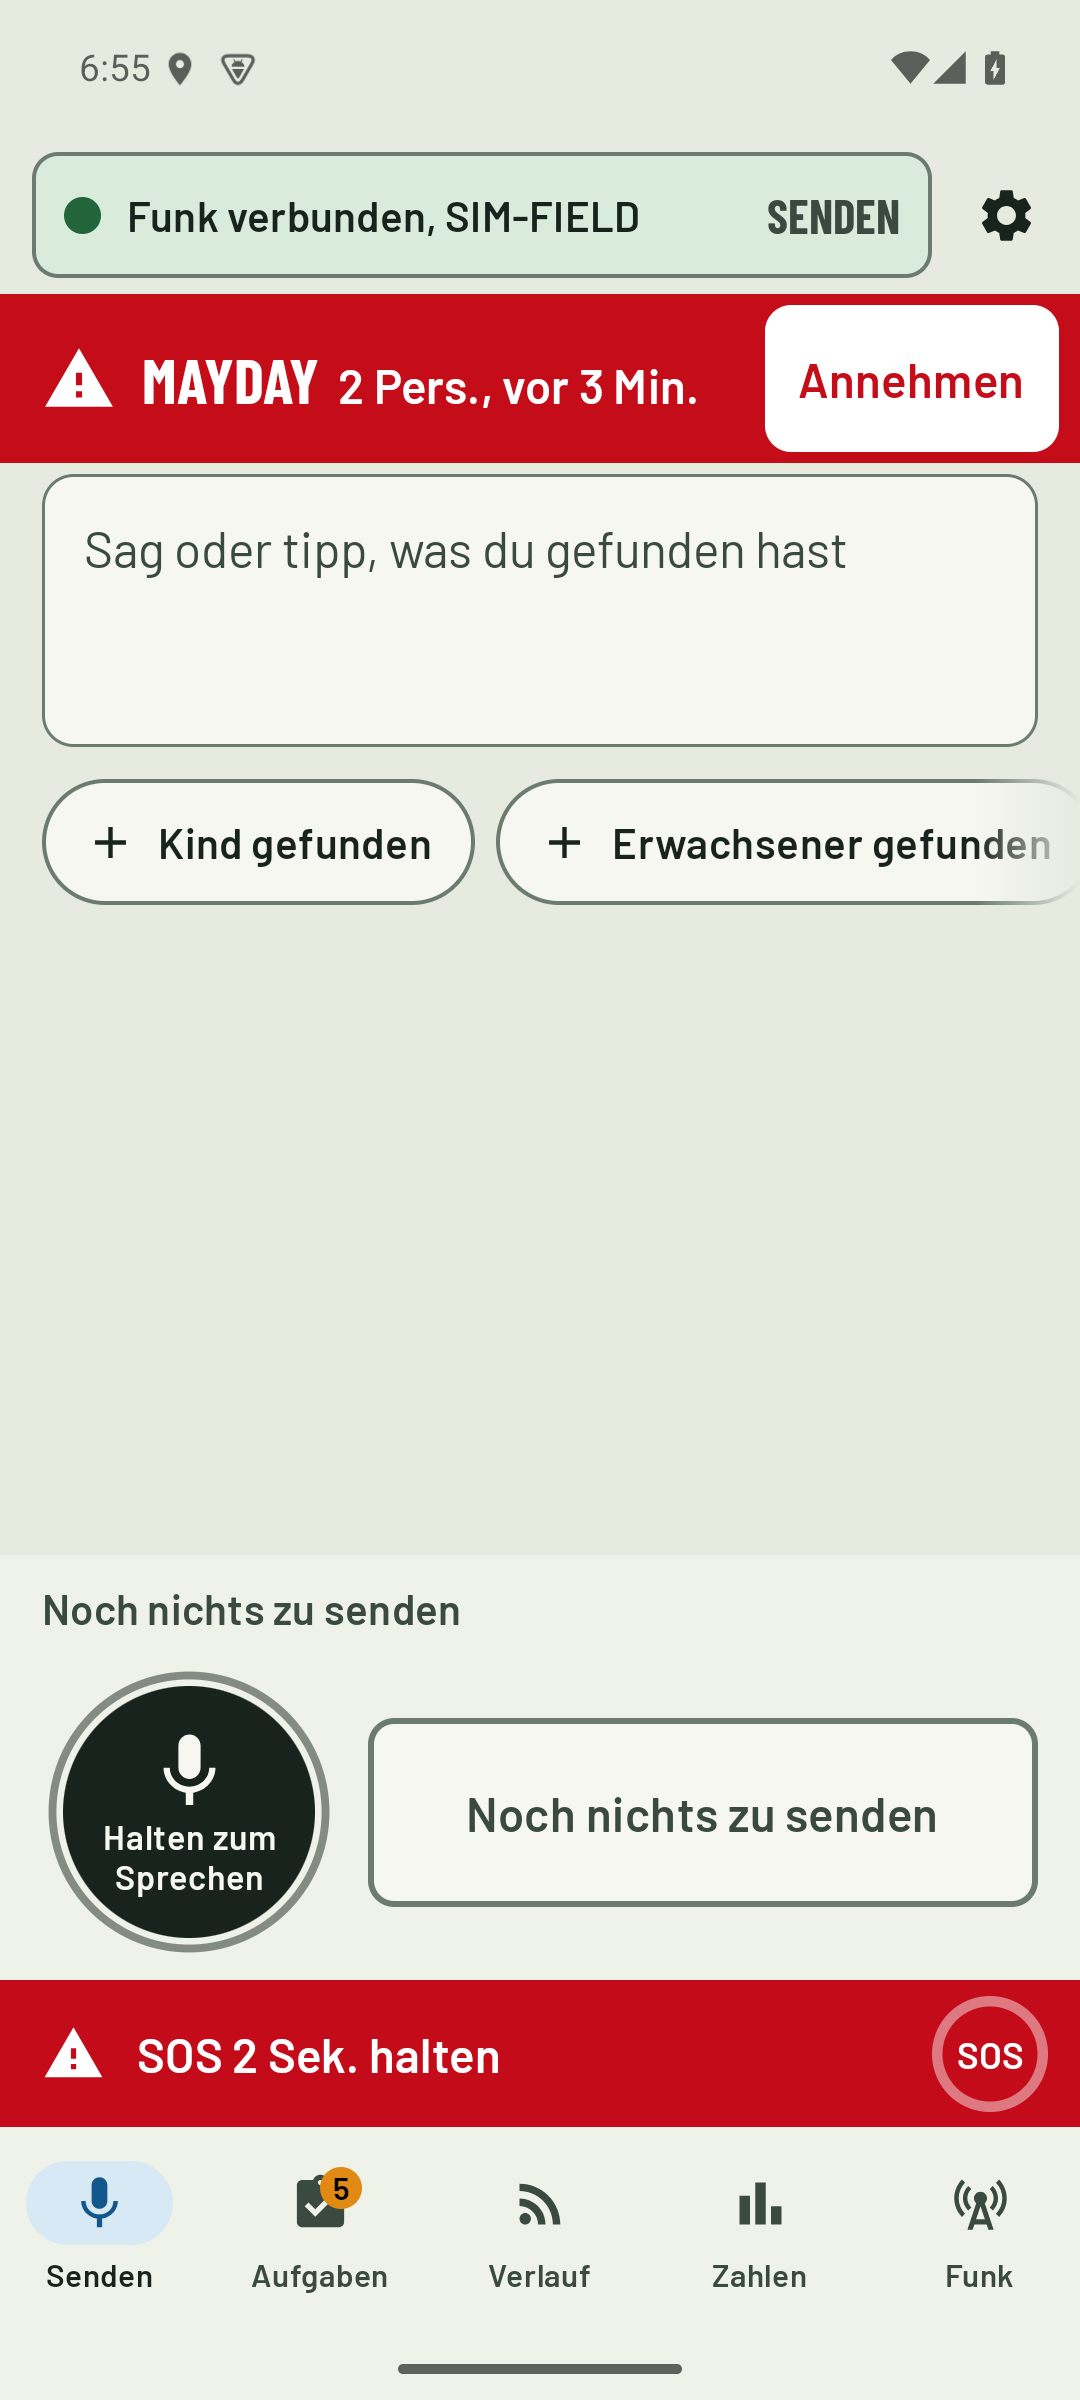 6:55
Funk verbunden, SIM-FIELD SENDEN
MAYDAY 2 Pers., vor 3 Min. Annehmen
Sag oder tipp, was du gefunden hast
Kind gefunden Erwachsener gefunden
Noch nichts zu senden
Halten zum
Sprechen
Noch nichts zu senden
SOS 2 Sek. halten SOS
5
Senden Aufgaben Verlauf Zahlen Funk